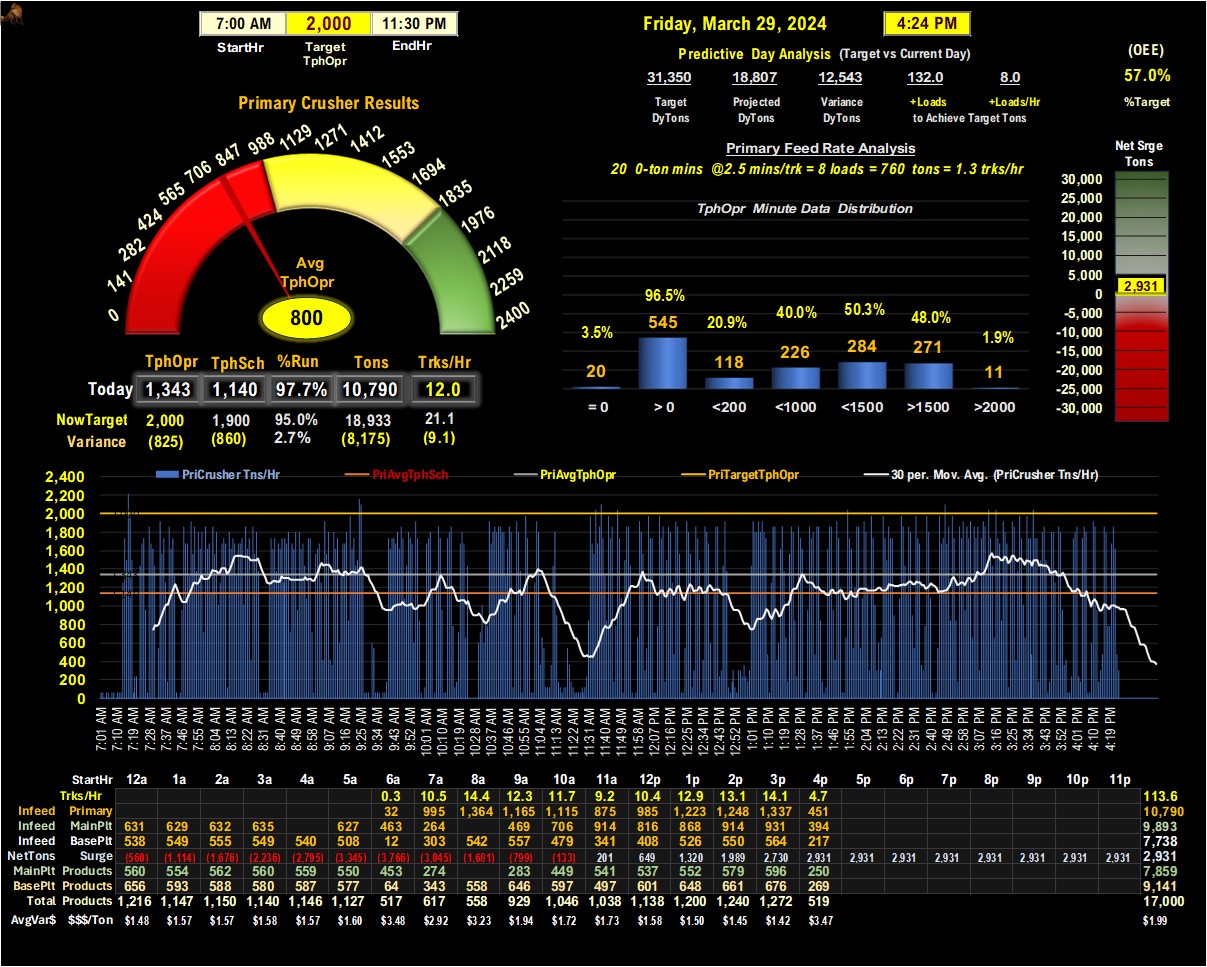 7:00 AM 2,000 11:30 PM
StartHr Target TphOpr EndHr
Friday, March 29, 2024 4:24 PM
Predictive Day Analysis (Target vs Current Day)
31,350 18,807 12,543 132.0 8.0
Target Projected Variance +Loads +Loads/Hr
DyTons DyTons DyTons to Achieve Target Tons
(OEE)
57.0%
%Target
Primary Crusher Results
0 141 282 424 565 706 847 988 1129 1271 1412 1553 1694 1835 1976 2118 2259 2400
Avg
TphOpr
800
TphOpr TphSch %Run Tons Trks/Hr
Today 1,343 1,140 97.7% 10,790 12.0
NowTarget 2,000 1,900 95.0% 18,933 21.1
Variance (825) (860) 2.7% (8,175) (9.1)
Primary Feed Rate Analysis
20 0-ton mins @2.5 mins/trk = 8 loads = 760 tons = 1.3 trks/hr
TphOpr Minute Data Distribution
3.5% 96.5% 20.9% 40.0% 50.3% 48.0% 1.9%
20 545 118 226 284 271 11
= 0 > 0 <200 <1000 <1500 >1500 >2000
Net Srge
Tons
30,000
25,000
20,000
15,000
10,000
5,000
2,931
0
-5,000
-10,000
-15,000
-20,000
-25,000
-30,000
PriCrusher Tns/Hr PriAvgTphSch PriAvgTphOpr PriTargetTphOpr 30 per. Mov. Avg. (PriCrusher Tns/Hr)
2,400
2,200
2,000
1,800
1,600
1,400
1,200
1,000
800
600
400
200
0
7:01 AM 7:10 AM 7:19 AM 7:28 AM 7:37 AM 7:46 AM 7:55 AM 8:04 AM 8:13 AM 8:22 AM 8:31 AM 8:40 AM 8:49 AM 8:58 AM 9:07 AM 9:16 AM 9:25 AM 9:34 AM 9:43 AM 9:52 AM 10:01 AM 10:10 AM 10:19 AM 10:28 AM 10:37 AM 10:46 AM 10:55 AM 11:04 AM 11:13 AM 11:22 AM 11:31 AM 11:40 AM 11:49 AM 11:58 AM 12:07 PM 12:16 PM 12:25 PM 12:34 PM 12:43 PM 12:52 PM 1:01 PM 1:10 PM 1:19 PM 1:28 PM 1:37 PM 1:46 PM 1:55 PM 2:04 PM 2:13 PM 2:22 PM 2:31 PM 2:40 PM 2:49 PM 2:58 PM 3:07 PM 3:16 PM 3:25 PM 3:34 PM 3:43 PM 3:52 PM 4:01 PM 4:10 PM 4:19 PM
StartHr 12a 1a 2a 3a 4a 5a 6a 7a 8a 9a 10a 11a 12p 1p 2p 3p 4p 5p 6p 7p 8p 9p 10p 11p
Trks/Hr 0.3 10.5 14.4 12.3 11.7 9.2 10.4 12.9 13.1 14.1 4.7 113.6
Infeed Primary 32 995 1,364 1,165 1,115 875 985 1,223 1,248 1,337 451 10,790
Infeed MainPlt 631 629 632 635 627 463 264 469 706 914 816 868 914 931 394 9,893
Infeed BasePlt 538 549 555 549 540 508 12 303 542 557 479 341 408 526 550 564 217 7,738
NetTons Surge (560) (1,114) (1,676) (2,236) (2,795) (3,345) (3,766) (3,045) (1,681) (799) (133) 201 649 1,320 1,989 2,730 2,931 2,931 2,931 2,931 2,931 2,931 2,931 2,931 2,931
MainPlt Products 560 554 562 560 559 550 453 274 283 449 541 537 552 579 596 250 7,859
BasePlt Products 656 593 588 580 587 577 64 343 558 646 597 497 601 648 661 676 269 9,141
Total Products 1,216 1,147 1,150 1,140 1,146 1,127 517 617 558 929 1,046 1,038 1,138 1,200 1,240 1,272 519 17,000
AvgVar$ $$$/Ton $1.48 $1.57 $1.57 $1.58 $1.57 $1.60 $3.48 $2.92 $3.23 $1.94 $1.72 $1.73 $1.58 $1.50 $1.45 $1.42 $3.47 $1.99